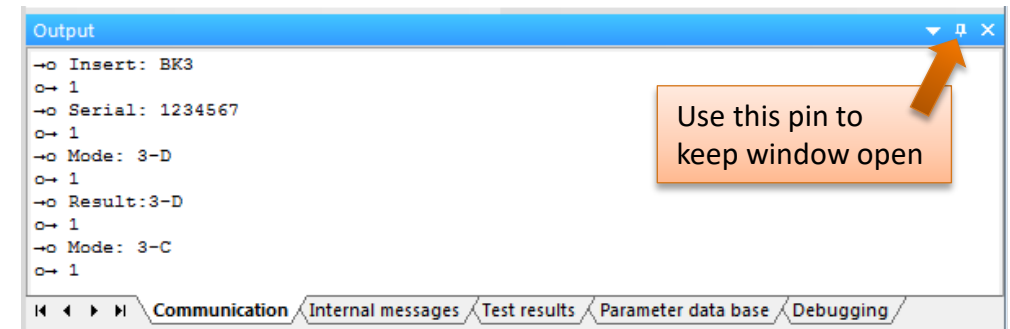 Output
→o Insert: BK3
o→ 1
→o Serial: 1234567
o→ 1
→o Mode: 3-D
o→ 1
→o Result:3-D
o→ 1
→o Mode: 3-C
o→ 1
Use this pin to
keep window open
Communication Internal messages Test results Parameter data base Debugging